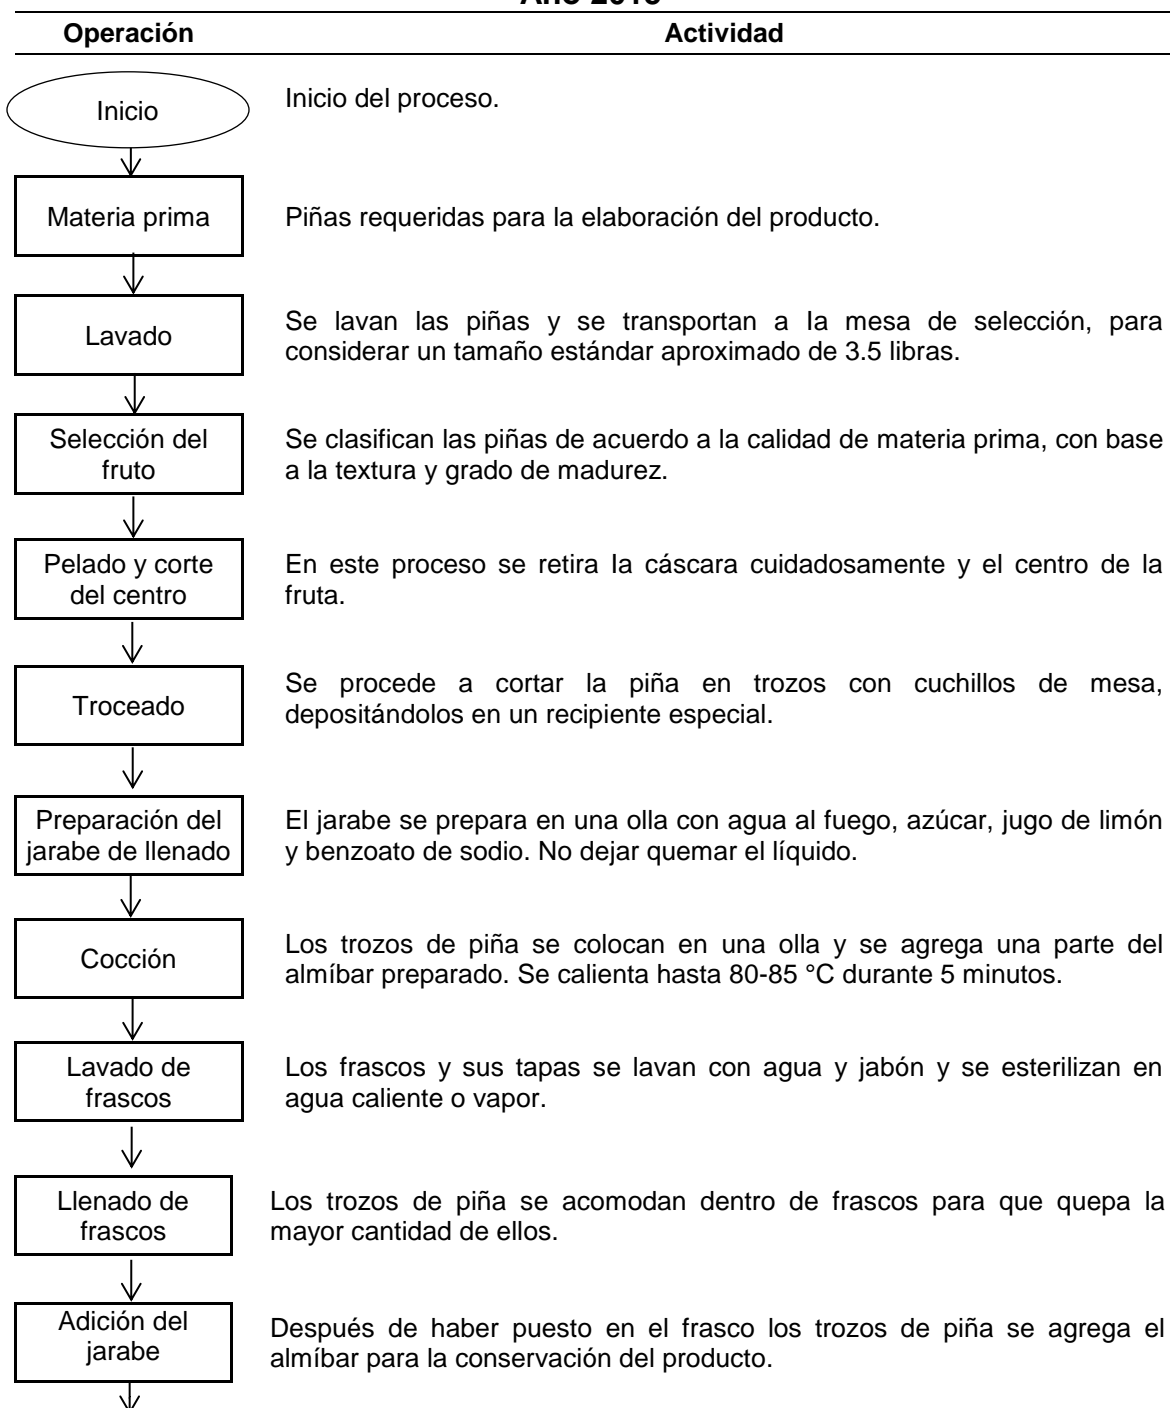 Operación Actividad
Inicio
Inicio del proceso.
Materia prima
Piñas requeridas para la elaboración del producto.
Lavado
Se lavan las piñas y se transportan a la mesa de selección, para
considerar un tamaño estándar aproximado de 3.5 libras.
Selección del
fruto
Se clasifican las piñas de acuerdo a la calidad de materia prima, con base
a la textura y grado de madurez.
Pelado y corte
del centro
En este proceso se retira la cáscara cuidadosamente y el centro de la
fruta.
Troceado
Se procede a cortar la piña en trozos con cuchillos de mesa,
depositándolos en un recipiente especial.
Preparación del
jarabe de llenado
El jarabe se prepara en una olla con agua al fuego, azúcar, jugo de limón
y benzoato de sodio. No dejar quemar el líquido.
Cocción
Los trozos de piña se colocan en una olla y se agrega una parte del
almíbar preparado. Se calienta hasta 80-85 °C durante 5 minutos.
Lavado de
frascos
Los frascos y sus tapas se lavan con agua y jabón y se esterilizan en
agua caliente o vapor.
Llenado de
frascos
Los trozos de piña se acomodan dentro de frascos para que quepa la
mayor cantidad de ellos.
Adición del
jarabe
Después de haber puesto en el frasco los trozos de piña se agrega el
almíbar para la conservación del producto.